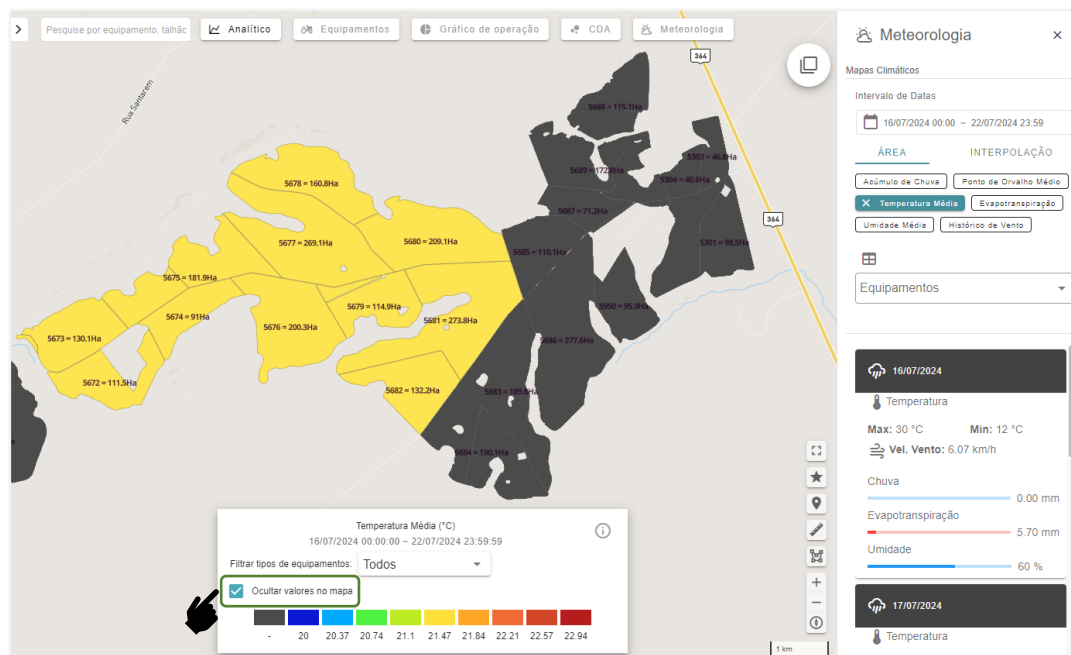 Pesquise por equipamento, talhão
Analítico
Equipamentos
Gráfico de operação
CDA
Meteorologia
Meteorologia
Mapas Climáticos
Intervalo de Datas
16/07/2024 00:00 ~ 22/07/2024 23:59
ÁREA
INTERPOLAÇÃO
Acúmulo de Chuva
Ponto de Orvalho Médio
Temperatura Média
Evapotranspiração
Umidade Média
Histórico de Vento
Equipamentos
16/07/2024
Temperatura
Max: 30 °C
Min: 12 °C
Vel. Vento: 6.07 km/h
Chuva
0.00 mm
Evapotranspiração
5.70 mm
Umidade
60 %
17/07/2024
Temperatura
Rua Santarem
364
364
5688 = 115.1Ha
5689 = 172.8Ha
5303 = 46.8Ha
5304 = 40.6Ha
5678 = 160.8Ha
5687 = 71.2Ha
5677 = 269.1Ha
5680 = 209.1Ha
5685 = 110.1Ha
5301 = 98.5Ha
5675 = 181.9Ha
5679 = 114.9Ha
5950 = 95.9Ha
5674 = 91Ha
5676 = 200.3Ha
5681 = 273.8Ha
5673 = 130.1Ha
5686 = 277.6Ha
5672 = 111.5Ha
5682 = 132.2Ha
5683 = 189.8Ha
5684 = 190.1Ha
Temperatura Média (°C)
16/07/2024 00:00:00 ~ 22/07/2024 23:59:59
Filtrar tipos de equipamentos:
Todos
Ocultar valores no mapa
- 20 20.37 20.74 21.1 21.47 21.84 22.21 22.57 22.94
1 km